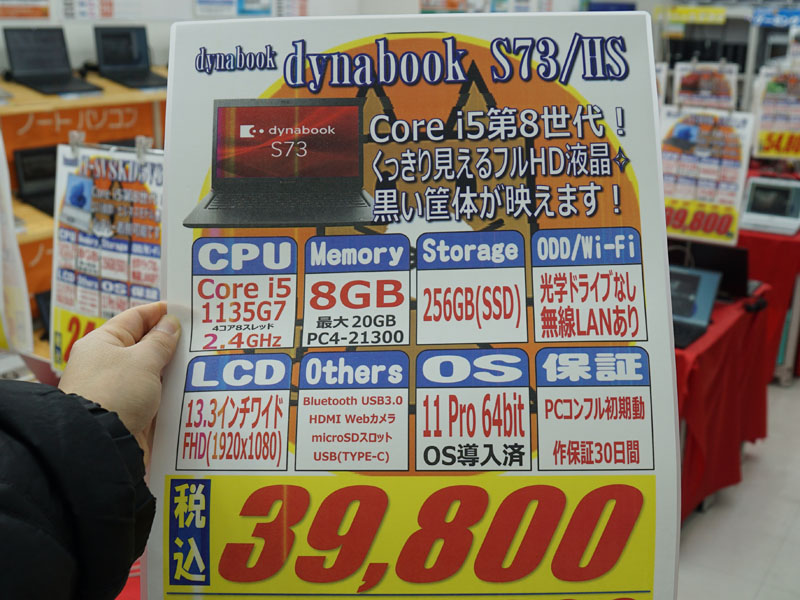 dynabook dynabook S73/HS
dynabook
S73
Core i5第8世代！
くっきり見えるフルHD液晶✧
黒い筐体が映えます！
CPU
Core i5
1135G7
4コア8スレッド
2.4GHz
Memory
8GB
最大20GB
PC4-21300
Storage
256GB(SSD)
ODD/Wi-Fi
光学ドライブなし
無線LANあり
LCD
13.3インチワイド
FHD(1920x1080)
Others
Bluetooth USB3.0
HDMI Webカメラ
microSDスロット
USB(TYPE-C)
OS
11 Pro 64bit
OS導入済
保証
PCコンフル初期動
作保証30日間
税込
39,800
ノートパソコン